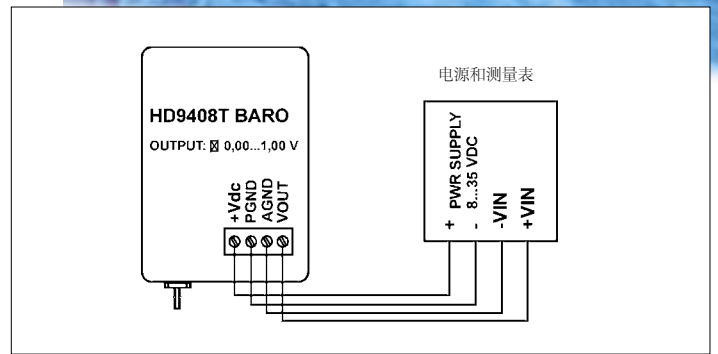 电源和测量表
HD9408T BARO
OUTPUT: ☒ 0,00...1,00 V
+Vdc
PGND
AGND
VOUT
+ PWR SUPPLY
- 8...35 VDC
-VIN
+VIN